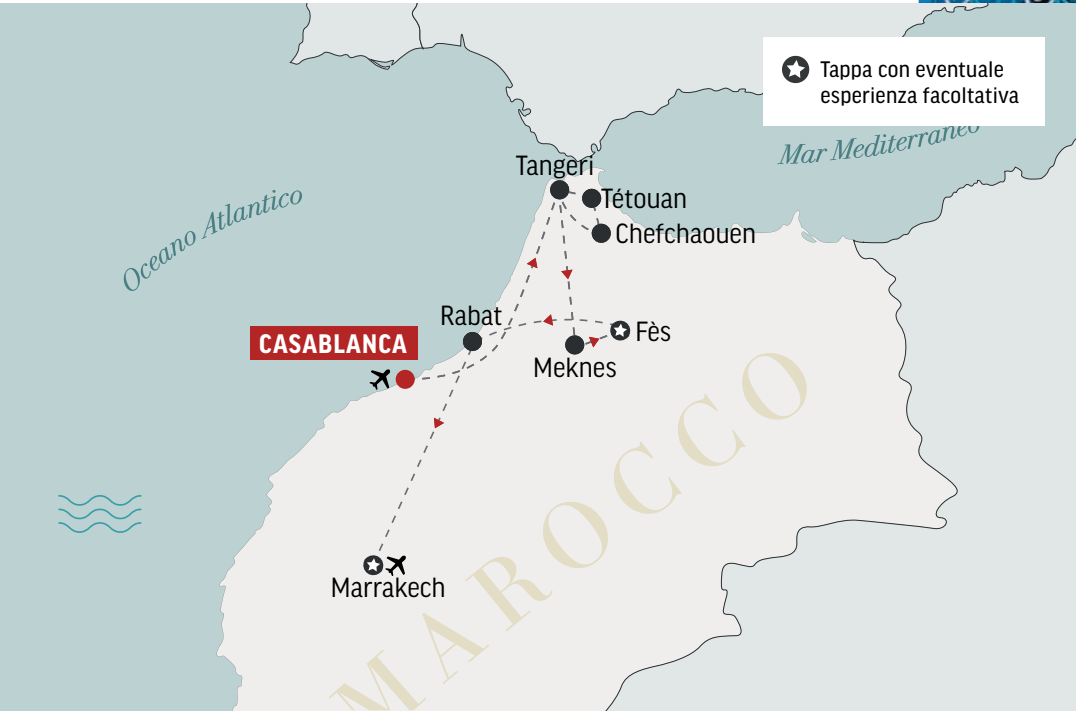 Tappa con eventuale
esperienza facoltativa
Mar Mediterraneo
Oceano Atlantico
Tangeri
Tétouan
Chefchaouen
Rabat
CASABLANCA
Fès
Meknes
Marrakech
MAROCCO